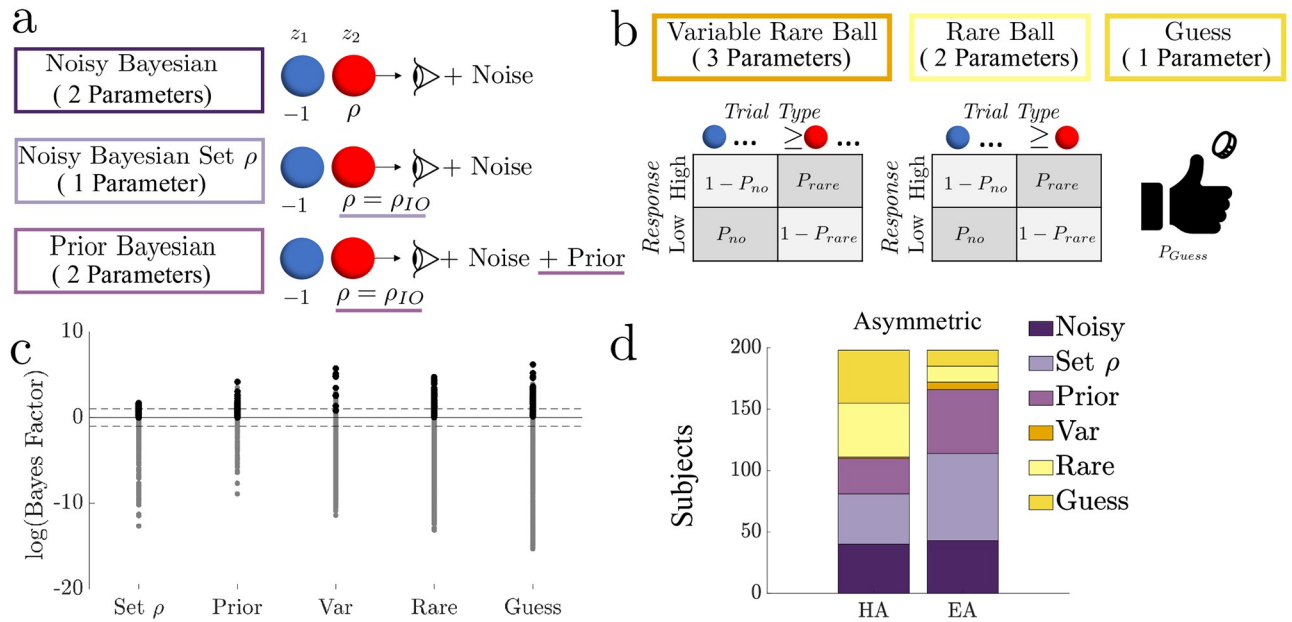 a
z1 z2
Noisy Bayesian
( 2 Parameters)
+ Noise
−1 ρ
Noisy Bayesian Set ρ
( 1 Parameter)
+ Noise
−1 ρ = ρIO
Prior Bayesian
( 2 Parameters)
+ Noise + Prior
−1 ρ = ρIO
b
Variable Rare Ball
( 3 Parameters)
Rare Ball
( 2 Parameters)
Guess
( 1 Parameter)
Trial Type
... ≥ ...
Response
High
Low
1 − Pno Prare
Pno 1 − Prare
Trial Type
... ≥
Response
High
Low
1 − Pno Prare
Pno 1 − Prare
PGuess
c
log(Bayes Factor)
10
0
-10
-20
Set ρ Prior Var Rare Guess
d
Asymmetric
Subjects
200
150
100
50
0
HA EA
Noisy
Set ρ
Prior
Var
Rare
Guess